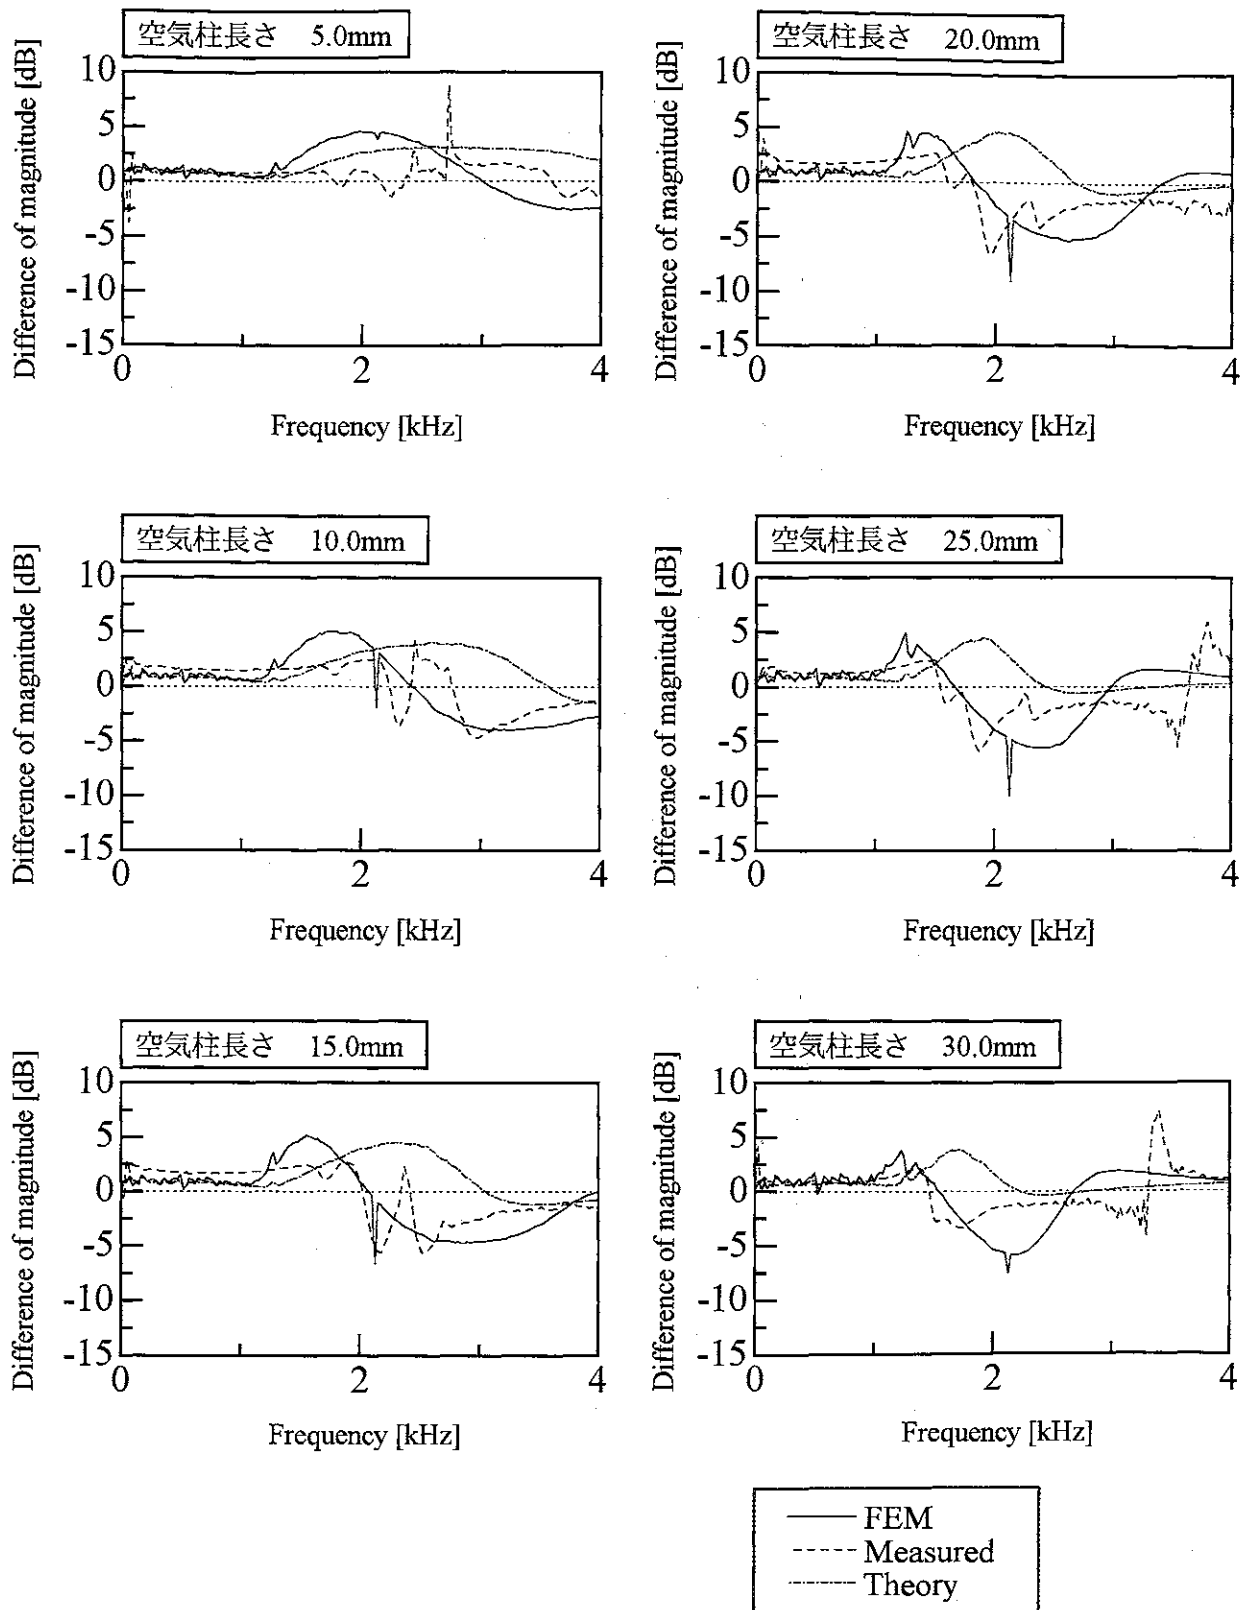 空気柱長さ 5.0mm
Difference of magnitude [dB]
10
5
0
-5
-10
-15
0
2
4
Frequency [kHz]
空気柱長さ 20.0mm
Difference of magnitude [dB]
10
5
0
-5
-10
-15
0
2
4
Frequency [kHz]
空気柱長さ 10.0mm
Difference of magnitude [dB]
10
5
0
-5
-10
-15
0
2
4
Frequency [kHz]
空気柱長さ 25.0mm
Difference of magnitude [dB]
10
5
0
-5
-10
-15
0
2
4
Frequency [kHz]
空気柱長さ 15.0mm
Difference of magnitude [dB]
10
5
0
-5
-10
-15
0
2
4
Frequency [kHz]
空気柱長さ 30.0mm
Difference of magnitude [dB]
10
5
0
-5
-10
-15
0
2
4
Frequency [kHz]
FEM
Measured
Theory